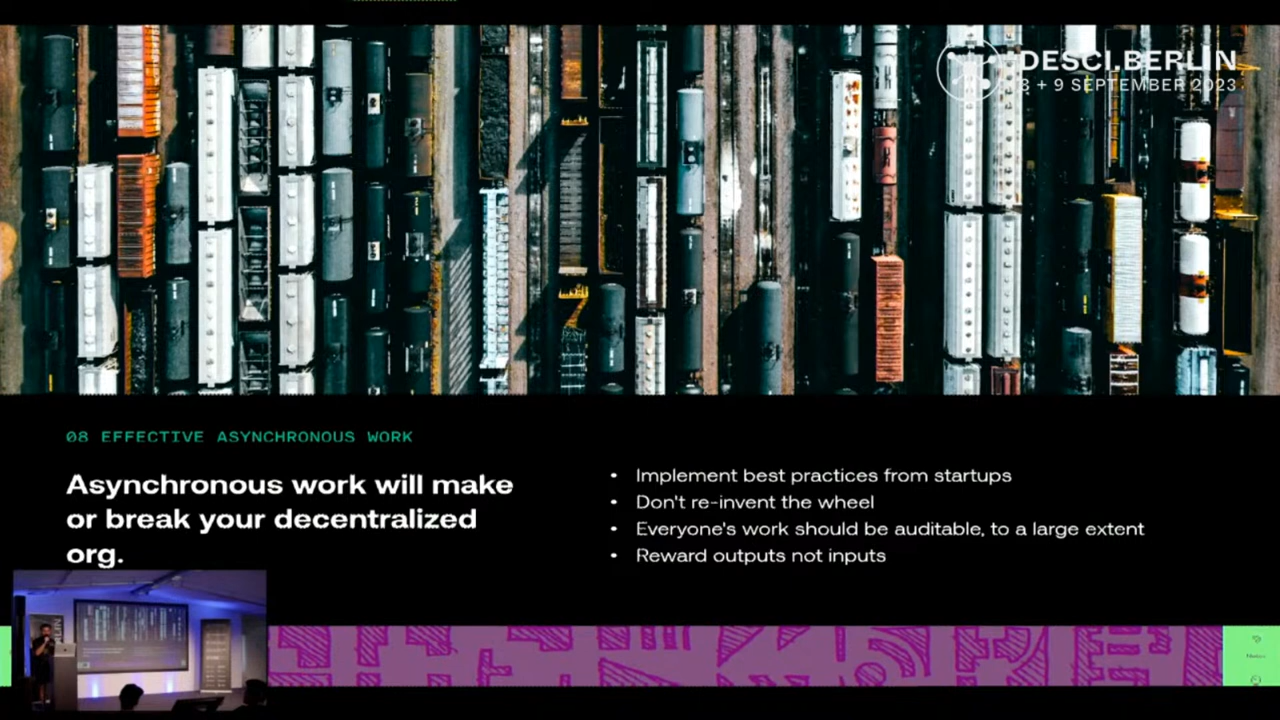 DESCI.BERLIN
8 + 9 SEPTEMBER 2023
08 EFFECTIVE ASYNCHRONOUS WORK
Asynchronous work will make
or break your decentralized
org.
• Implement best practices from startups
• Don't re-invent the wheel
• Everyone's work should be auditable, to a large extent
• Reward outputs not inputs